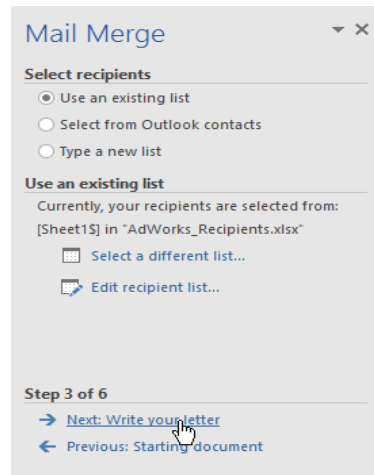 Mail Merge
Select recipients
Use an existing list
Select from Outlook contacts
Type a new list
Use an existing list
Currently, your recipients are selected from:
[Sheet1$] in "AdWorks_Recipients.xlsx"
Select a different list...
Edit recipient list...
Step 3 of 6
Next: Write your letter
Previous: Starting document